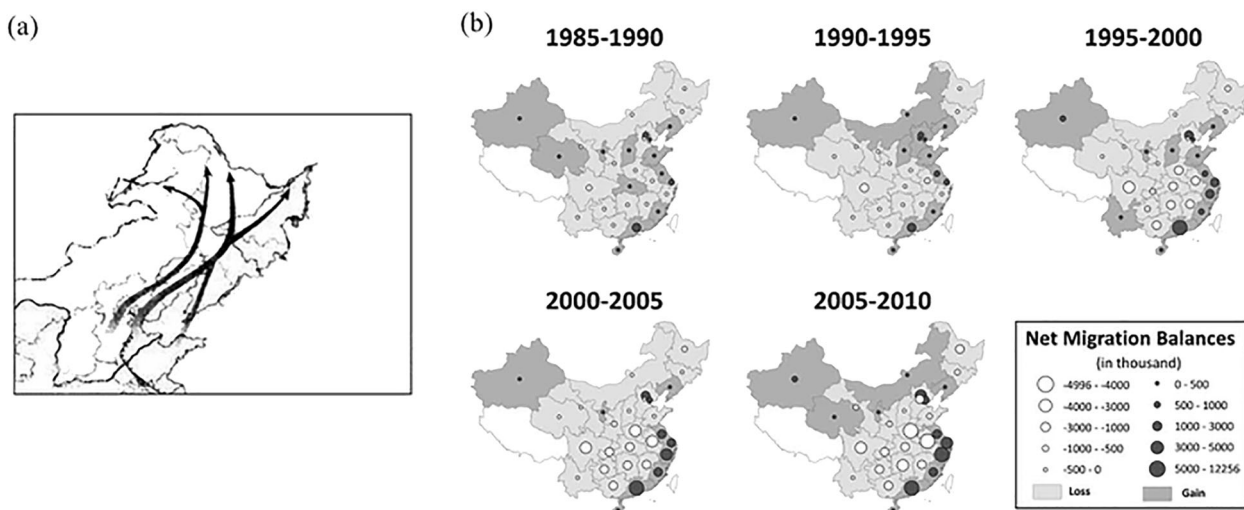 (a)
(b)
1985-1990
1990-1995
1995-2000
2000-2005
2005-2010
Net Migration Balances
(in thousand)
-4996 - -4000
-4000 - -3000
-3000 - -1000
-1000 - -500
-500 - 0
0 - 500
500 - 1000
1000 - 3000
3000 - 5000
5000 - 12256
Loss
Gain